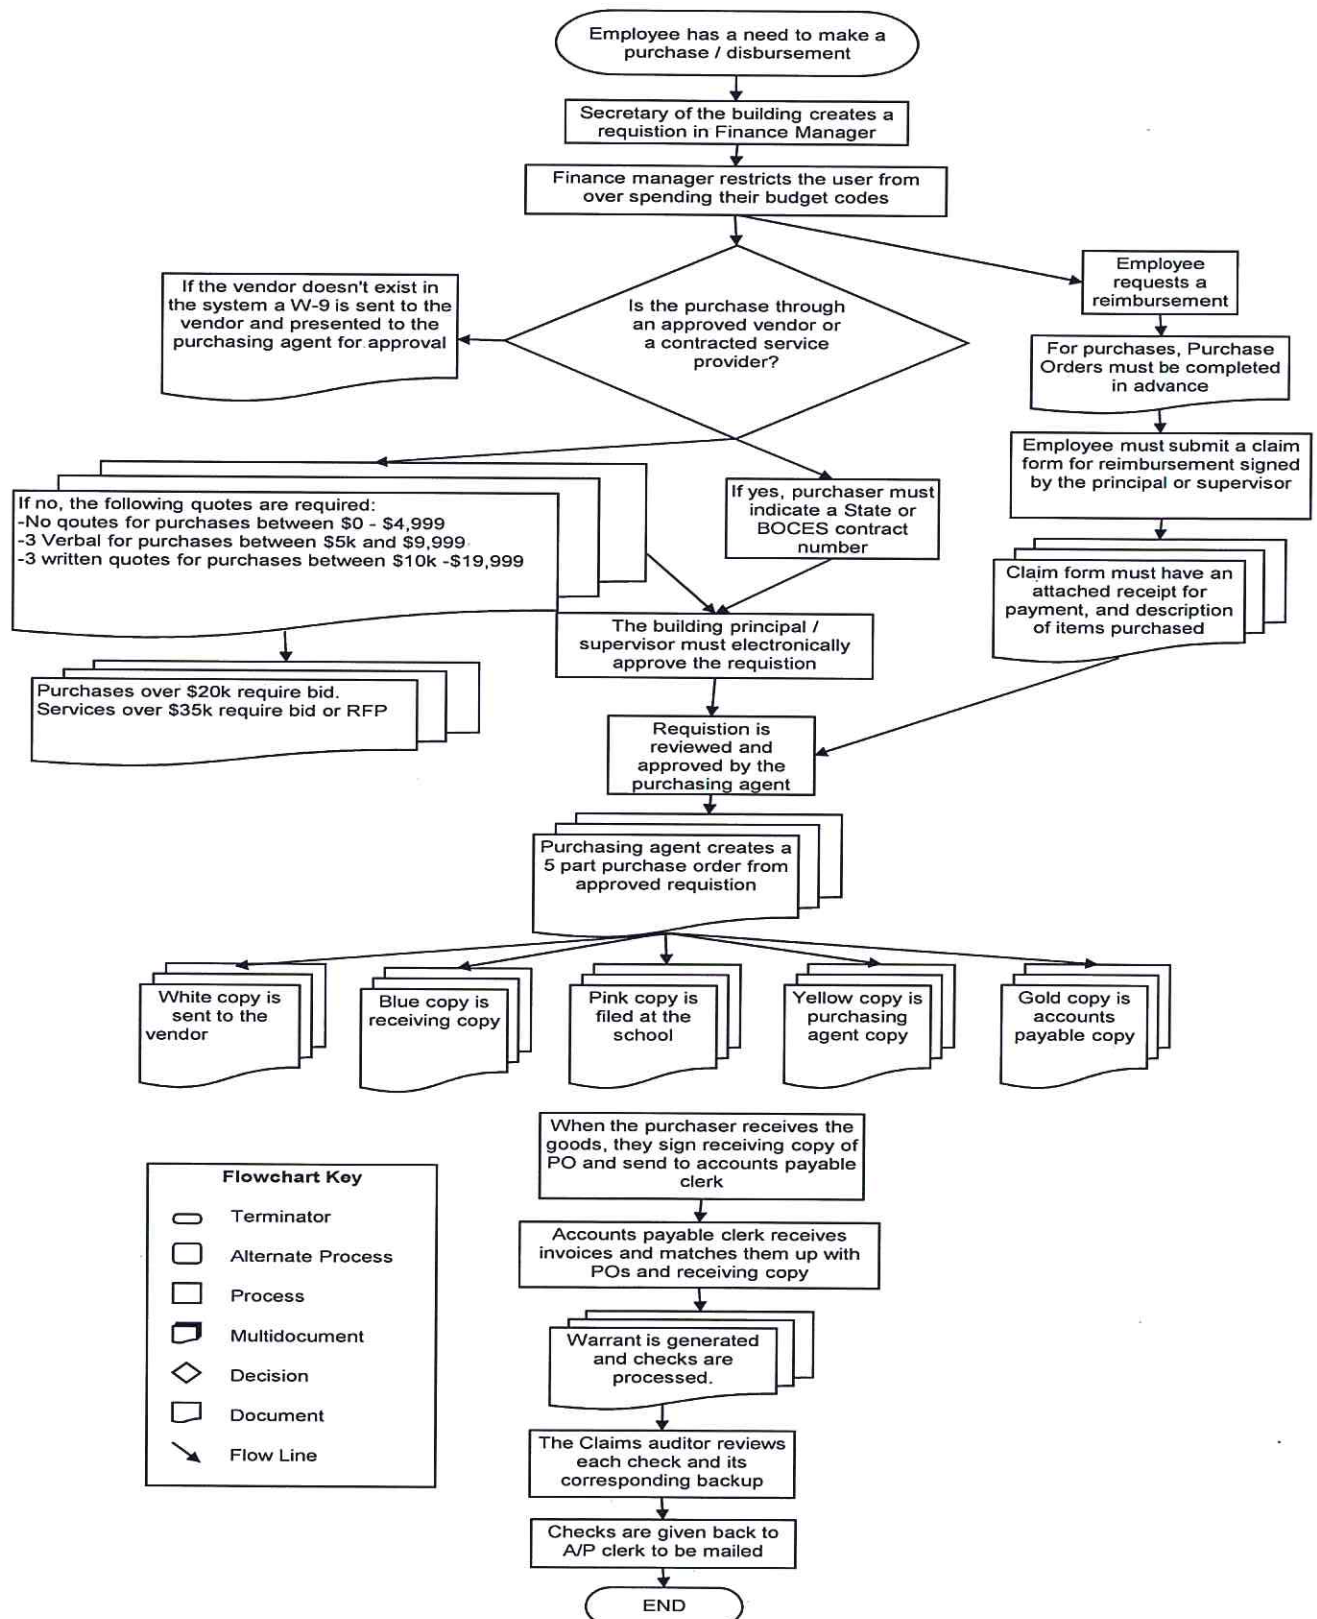 Employee has a need to make a
purchase / disbursement
Secretary of the building creates a
requistion in Finance Manager
Finance manager restricts the user from
over spending their budget codes
If the vendor doesn't exist in
the system a W-9 is sent to the
vendor and presented to the
purchasing agent for approval
Is the purchase through
an approved vendor or
a contracted service
provider?
Employee
requests a
reimbursement
For purchases, Purchase
Orders must be completed
in advance
Employee must submit a claim
form for reimbursement signed
by the principal or supervisor
If no, the following quotes are required:
-No qoutes for purchases between $0 - $4,999
-3 Verbal for purchases between $5k and $9,999
-3 written quotes for purchases between $10k -$19,999
If yes, purchaser must
indicate a State or
BOCES contract
number
Claim form must have an
attached receipt for
payment, and description
of items purchased
The building principal /
supervisor must electronically
approve the requistion
Purchases over $20k require bid.
Services over $35k require bid or RFP
Requistion is
reviewed and
approved by the
purchasing agent
Purchasing agent creates a
5 part purchase order from
approved requistion
White copy is
sent to the
vendor
Blue copy is
receiving copy
Pink copy is
filed at the
school
Yellow copy is
purchasing
agent copy
Gold copy is
accounts
payable copy
When the purchaser receives the
goods, they sign receiving copy of
PO and send to accounts payable
clerk
Accounts payable clerk receives
invoices and matches them up with
POs and receiving copy
Warrant is generated
and checks are
processed.
The Claims auditor reviews
each check and its
corresponding backup
Checks are given back to
A/P clerk to be mailed
END
Flowchart Key
Terminator
Alternate Process
Process
Multidocument
Decision
Document
Flow Line